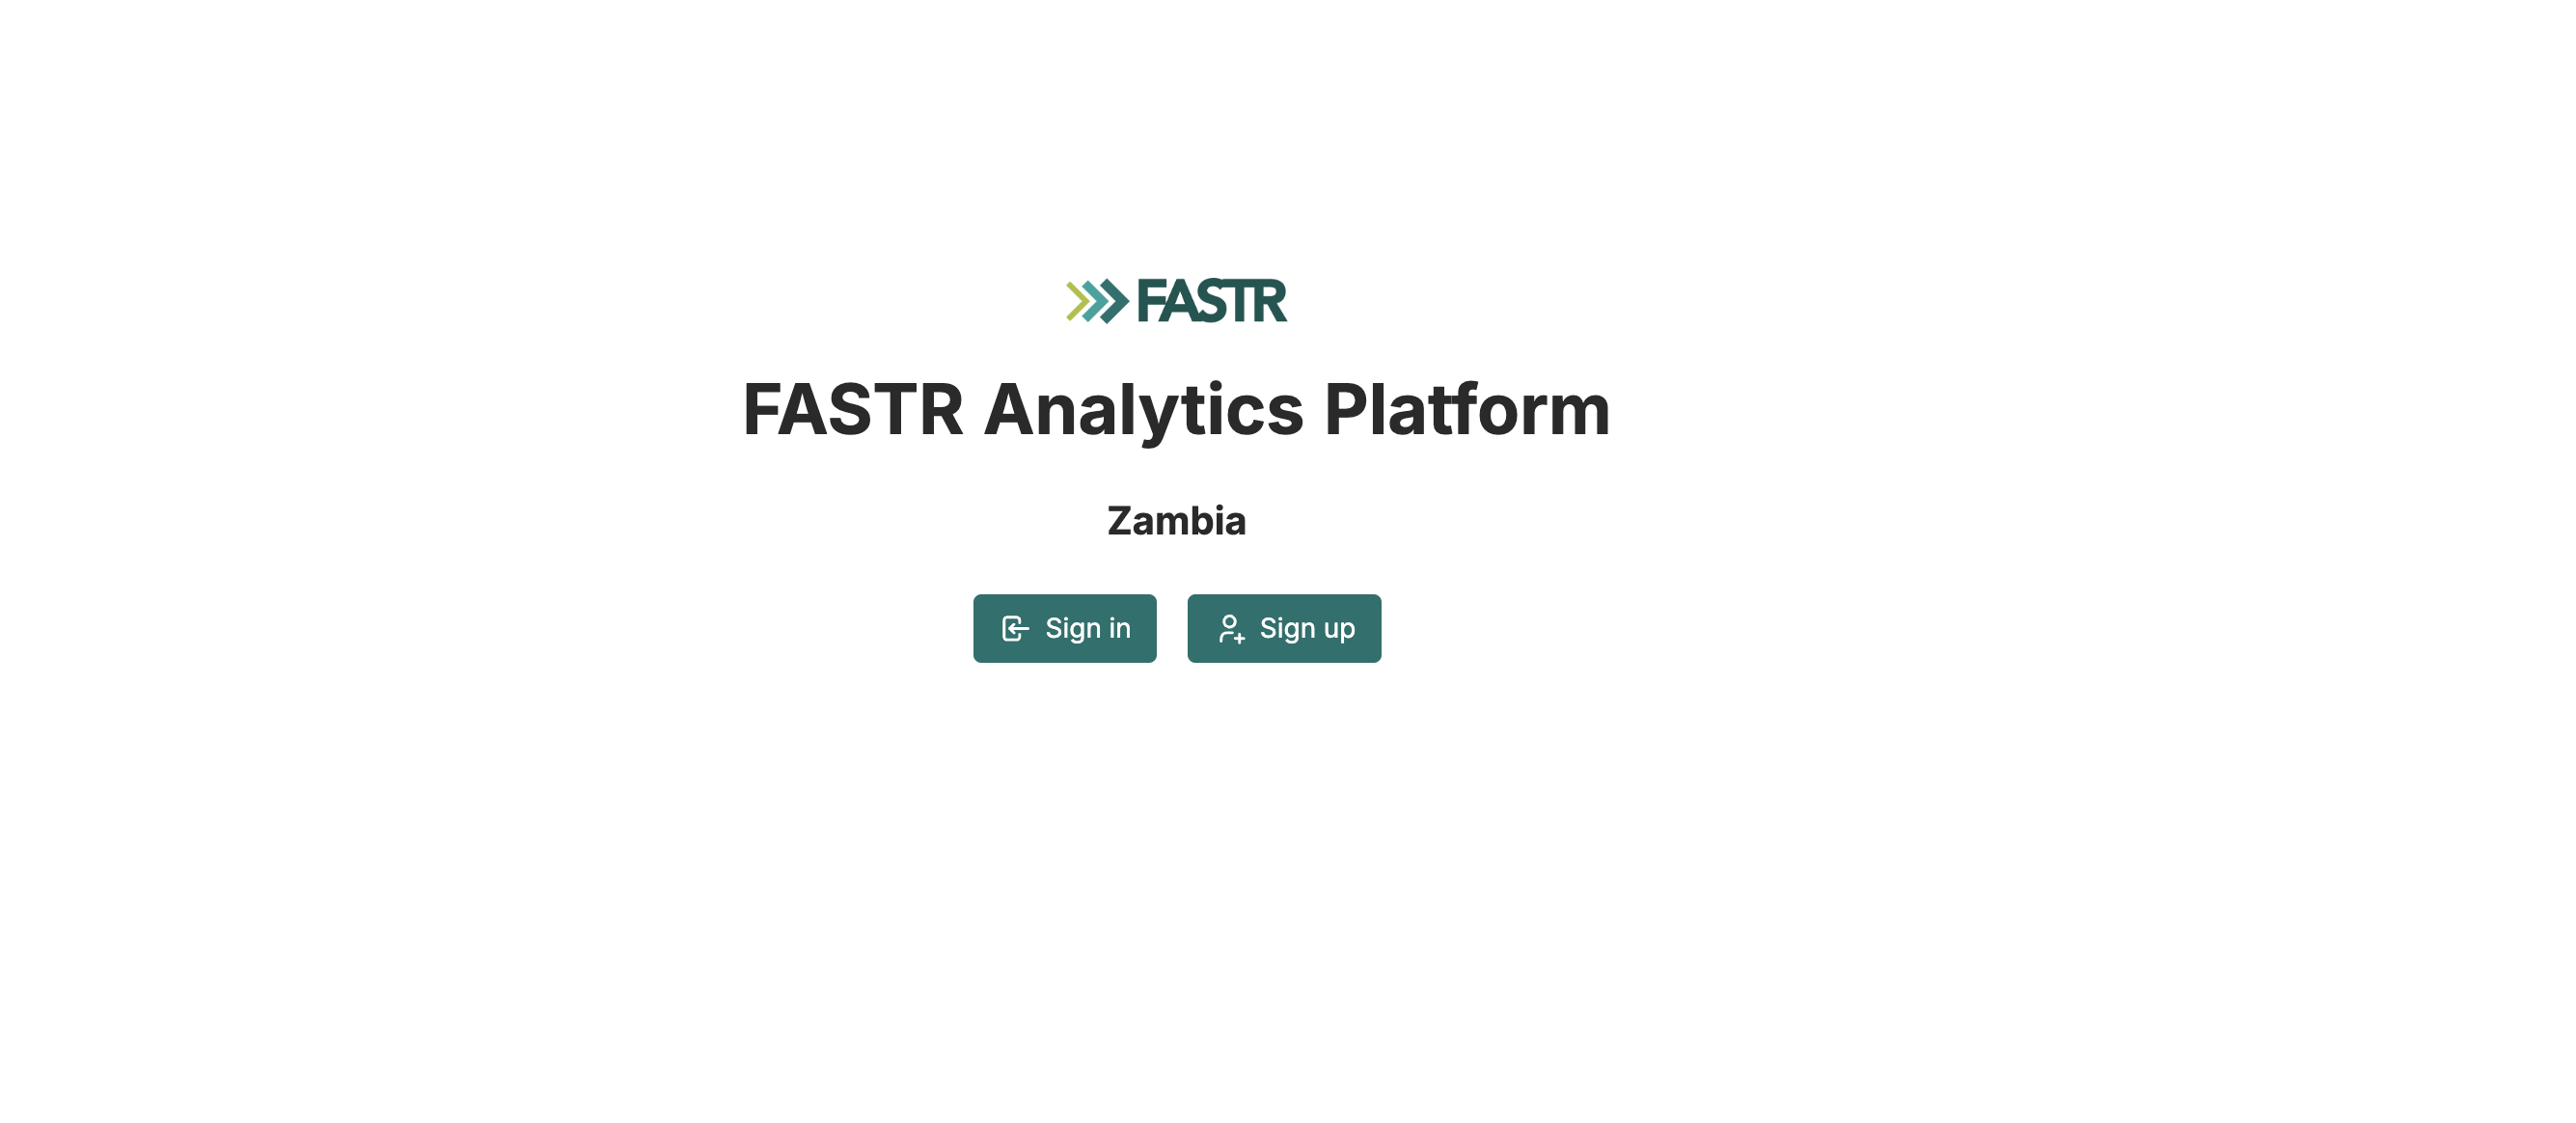 FASTR
FASTR Analytics Platform
Zambia
Sign in
Sign up